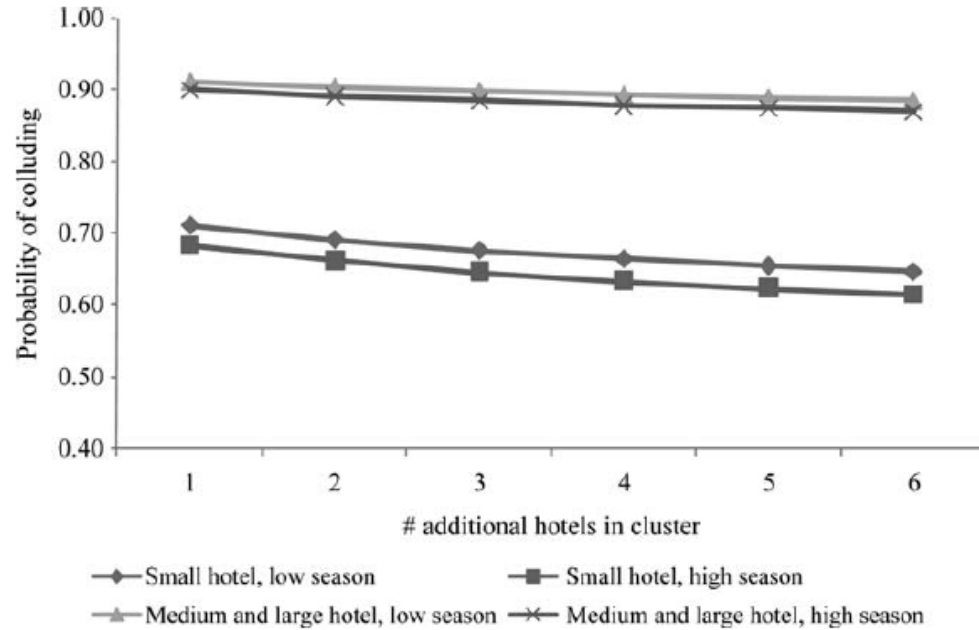 1.00
0.90
0.80
0.70
0.60
0.50
0.40
Probability of colluding
1 2 3 4 5 6
# additional hotels in cluster
Small hotel, low season Small hotel, high season
Medium and large hotel, low season Medium and large hotel, high season